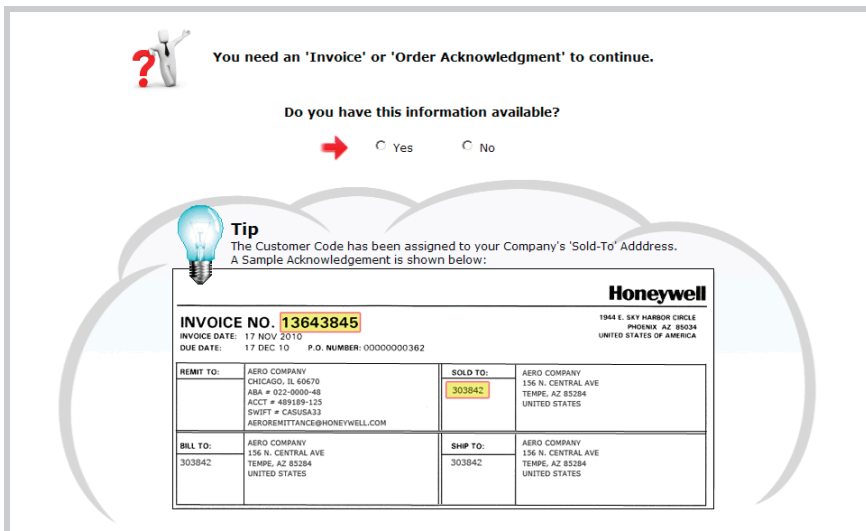 You need an 'Invoice' or 'Order Acknowledgment' to continue.
Do you have this information available?
Yes No
Tip
The Customer Code has been assigned to your Company's 'Sold-To' Adddress.
A Sample Acknowledgement is shown below:
Honeywell
1944 E. SKY HARBOR CIRCLE
PHOENIX AZ 85034
UNITED STATES OF AMERICA
INVOICE NO. 13643845
INVOICE DATE: 17 NOV 2010
DUE DATE: 17 DEC 10 P.O. NUMBER: 00000000362
REMIT TO:
AERO COMPANY
CHICAGO, IL 60670
ABA # 022-0000-48
ACCT # 489189-125
SWIFT # CASUSA33
AEROREMITTANCE@HONEYWELL.COM
SOLD TO:
303842
AERO COMPANY
156 N. CENTRAL AVE
TEMPE, AZ 85284
UNITED STATES
BILL TO:
303842
AERO COMPANY
156 N. CENTRAL AVE
TEMPE, AZ 85284
UNITED STATES
SHIP TO:
303842
AERO COMPANY
156 N. CENTRAL AVE
TEMPE, AZ 85284
UNITED STATES